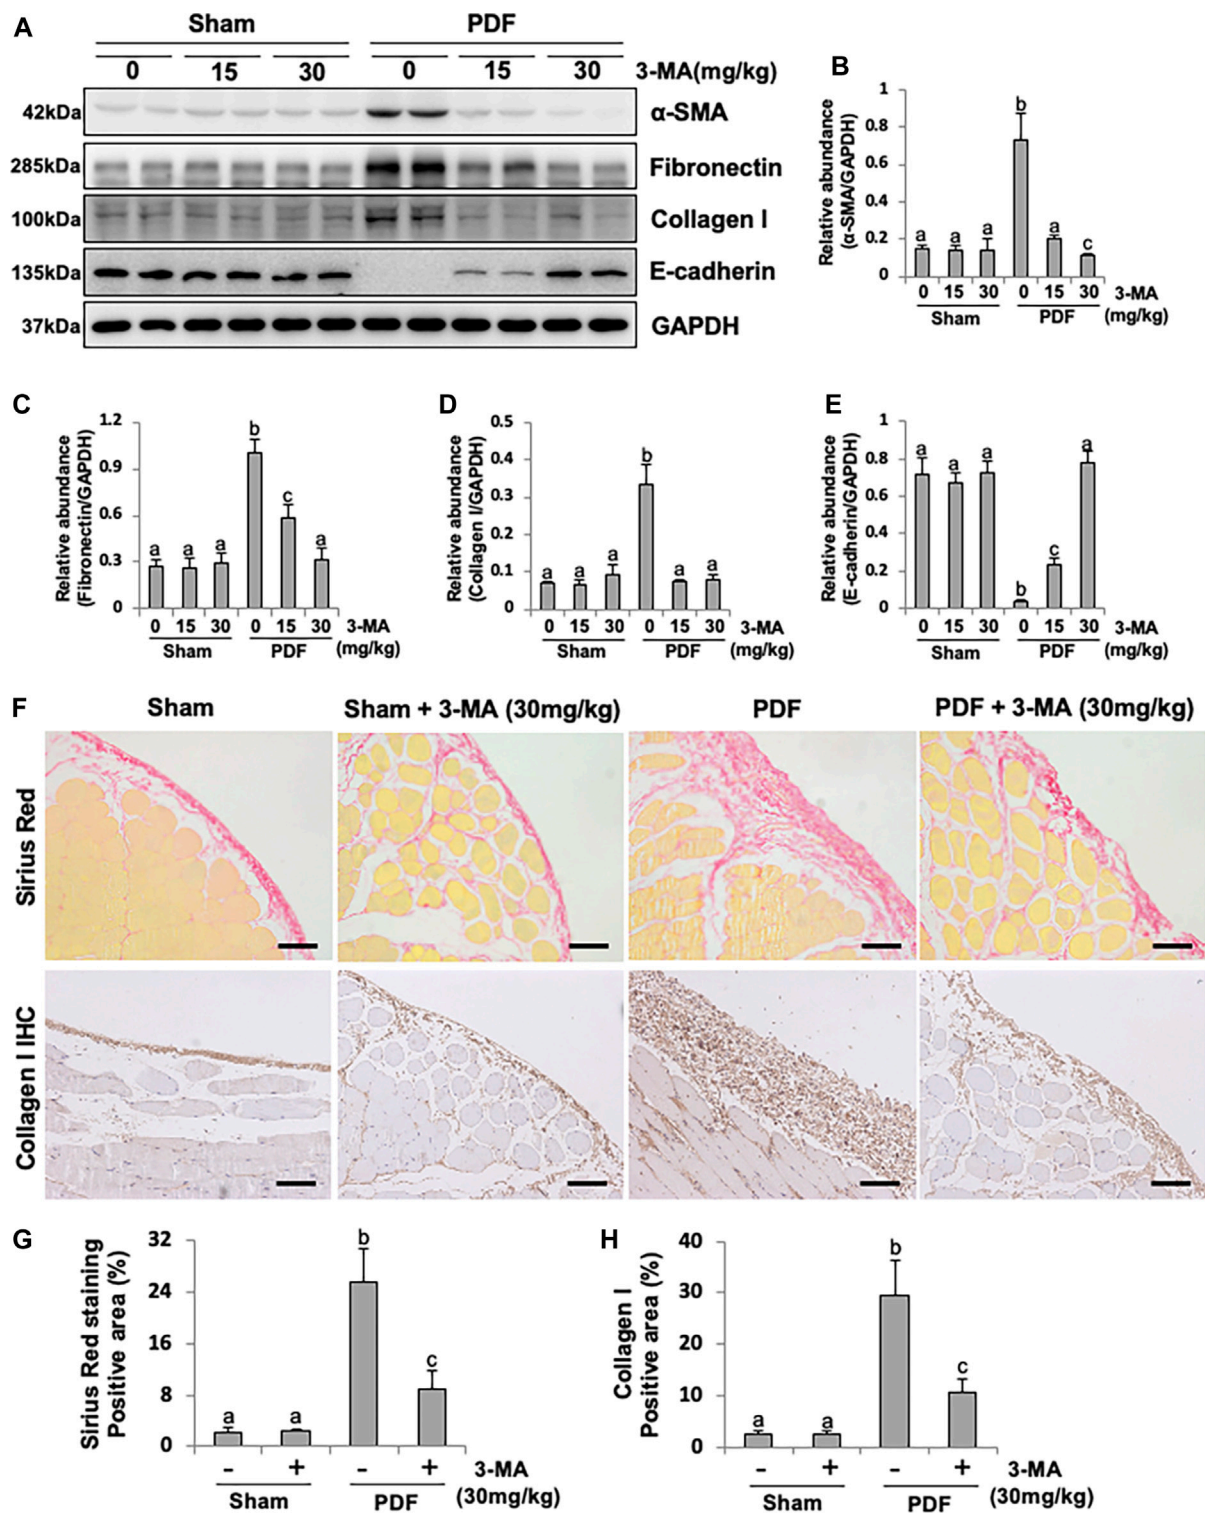 A
Sham PDF
0 15 30 0 15 30 3-MA(mg/kg)
42kDa α-SMA
285kDa Fibronectin
100kDa Collagen I
135kDa E-cadherin
37kDa GAPDH
B
Relative abundance
(α-SMA/GAPDH)
1
0.8
0.6
0.4
0.2
0
a a a b a c
0 15 30 0 15 30 3-MA
Sham PDF (mg/kg)
C
Relative abundance
(Fibronectin/GAPDH)
1.2
0.9
0.6
0.3
0
a a a b c a
0 15 30 0 15 30 3-MA
Sham PDF (mg/kg)
D
Relative abundance
(Collagen I/GAPDH)
0.5
0.4
0.3
0.2
0.1
0
a a a b a a
0 15 30 0 15 30 3-MA
Sham PDF (mg/kg)
E
Relative abundance
(E-cadherin/GAPDH)
1
0.8
0.6
0.4
0.2
0
a a a b c a
0 15 30 0 15 30 3-MA
Sham PDF (mg/kg)
F
Sham Sham + 3-MA (30mg/kg) PDF PDF + 3-MA (30mg/kg)
Sirius Red
Collagen I IHC
G
Sirius Red staining
Positive area (%)
32
24
16
8
0
a a b c
- + - + 3-MA
Sham PDF (30mg/kg)
H
Collagen I
Positive area (%)
40
30
20
10
0
a a b c
- + - + 3-MA
Sham PDF (30mg/kg)